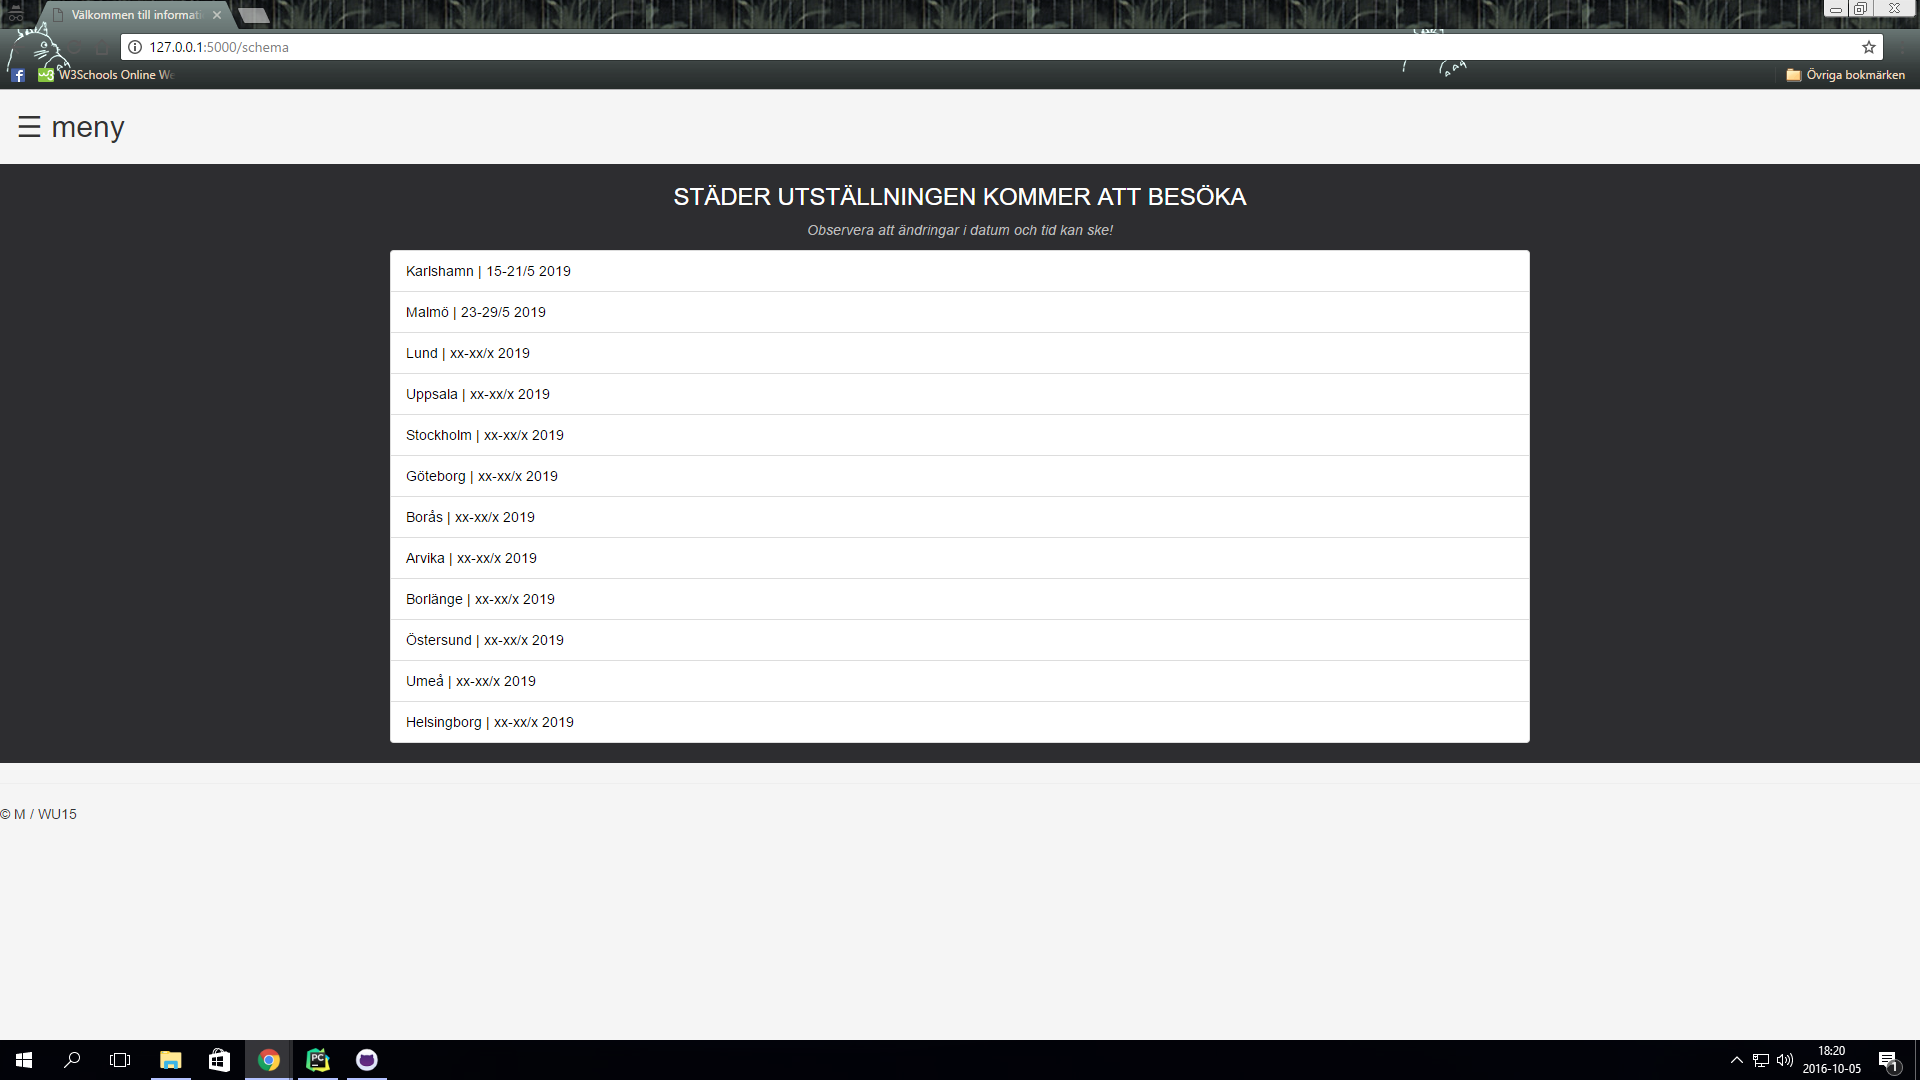 Välkommen till informati
127.0.0.1:5000/schema
W3Schools Online We
Övriga bokmärken
☰ meny
STÄDER UTSTÄLLNINGEN KOMMER ATT BESÖKA
Observera att ändringar i datum och tid kan ske!
Karlshamn | 15-21/5 2019
Malmö | 23-29/5 2019
Lund | xx-xx/x 2019
Uppsala | xx-xx/x 2019
Stockholm | xx-xx/x 2019
Göteborg | xx-xx/x 2019
Borås | xx-xx/x 2019
Arvika | xx-xx/x 2019
Borlänge | xx-xx/x 2019
Östersund | xx-xx/x 2019
Umeå | xx-xx/x 2019
Helsingborg | xx-xx/x 2019
© M / WU15
18:20
2016-10-05
1